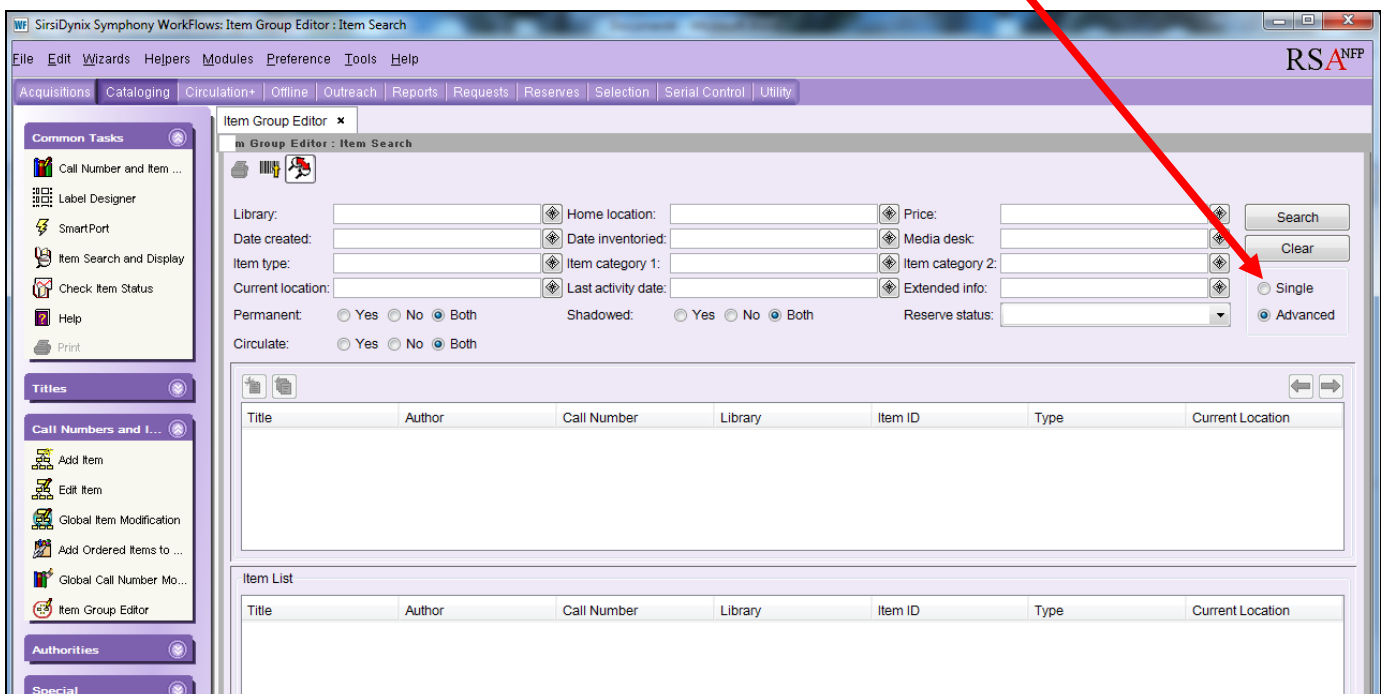 WF SirsiDynix Symphony WorkFlows: Item Group Editor : Item Search
File Edit Wizards Helpers Modules Preference Tools Help
RSA NFP
Acquisitions Cataloging Circulation+ Offline Outreach Reports Requests Reserves Selection Serial Control Utility
Item Group Editor ×
m Group Editor : Item Search
Common Tasks
Call Number and Item ...
Label Designer
SmartPort
Item Search and Display
Check Item Status
Help
Print
Titles
Call Numbers and I...
Add Item
Edit Item
Global Item Modification
Add Ordered Items to ...
Global Call Number Mo...
Item Group Editor
Authorities
Special
Library: Home location: Price: Search
Date created: Date inventoried: Media desk: Clear
Item type: Item category 1: Item category 2:
Current location: Last activity date: Extended info: Single
Permanent: Yes No Both Shadowed: Yes No Both Reserve status: Advanced
Circulate: Yes No Both
Title Author Call Number Library Item ID Type Current Location
Item List
Title Author Call Number Library Item ID Type Current Location